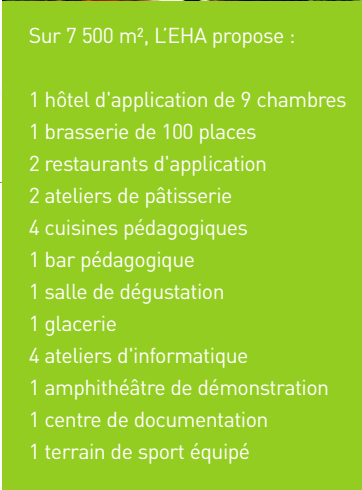 Sur 7 500 m², L'EHA propose :
1 hôtel d'application de 9 chambres
1 brasserie de 100 places
2 restaurants d'application
2 ateliers de pâtisserie
4 cuisines pédagogiques
1 bar pédagogique
1 salle de dégustation
1 glacerie
4 ateliers d'informatique
1 amphithéâtre de démonstration
1 centre de documentation
1 terrain de sport équipé